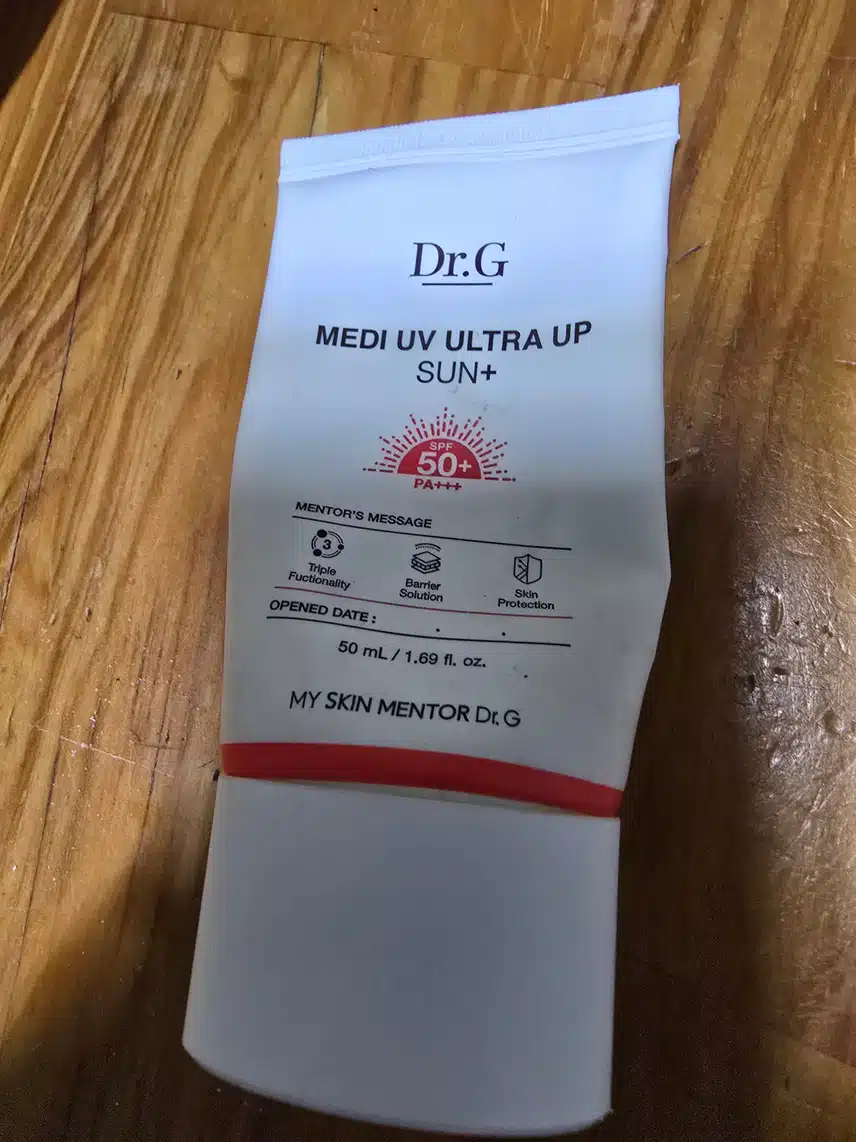 Dr.G
MEDI UV ULTRA UP
SUN+
SPF
50+
PA+++
MENTOR'S MESSAGE
3
Triple
Fuctionality
Barrier
Solution
Skin
Protection
OPENED DATE :      .      .
50 mL / 1.69 fl. oz.
MY SKIN MENTOR Dr.G